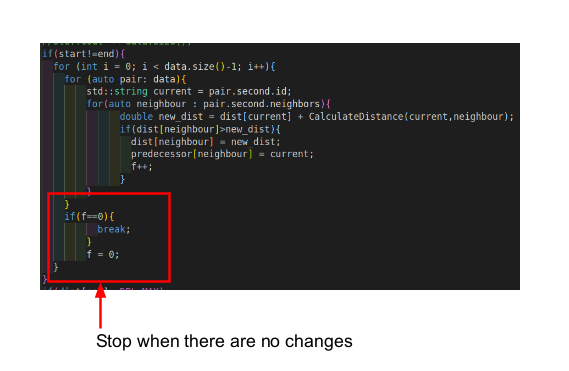 if(start!=end){
for (int i = 0; i < data.size()-1; i++){
for (auto pair: data){
std::string current = pair.second.id;
for(auto neighbour : pair.second.neighbors){
double new_dist = dist[current] + CalculateDistance(current,neighbour);
if(dist[neighbour]>new_dist){
dist[neighbour] = new_dist;
predecessor[neighbour] = current;
f++;
}
}
}
if(f==0){
break;
}
f = 0;
}
}
Stop when there are no changes